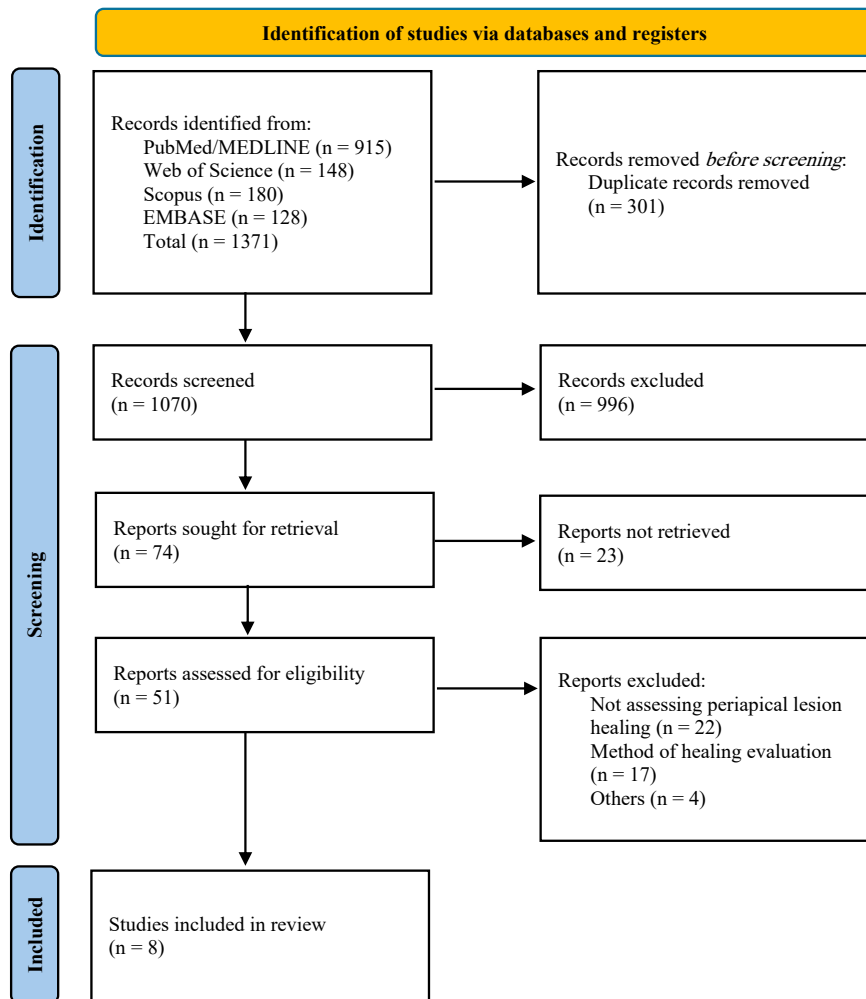 Identification of studies via databases and registers
Identification
Records identified from:
PubMed/MEDLINE (n = 915)
Web of Science (n = 148)
Scopus (n = 180)
EMBASE (n = 128)
Total (n = 1371)
Records removed before screening:
Duplicate records removed
(n = 301)
Screening
Records screened
(n = 1070)
Records excluded
(n = 996)
Reports sought for retrieval
(n = 74)
Reports not retrieved
(n = 23)
Reports assessed for eligibility
(n = 51)
Reports excluded:
Not assessing periapical lesion
healing (n = 22)
Method of healing evaluation
(n = 17)
Others (n = 4)
Included
Studies included in review
(n = 8)